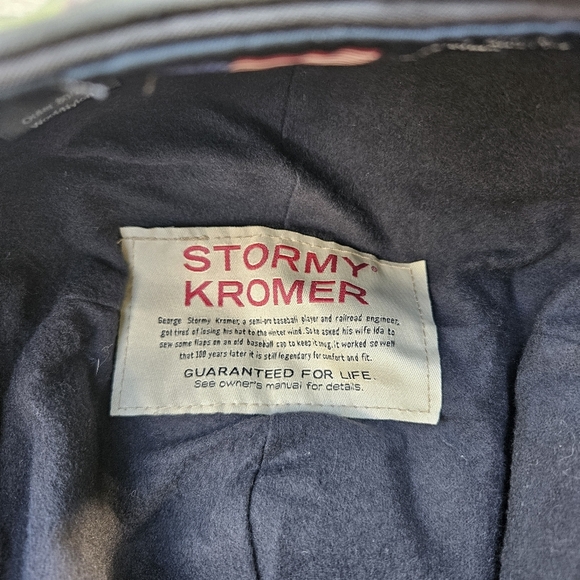 STORMY®
KROMER
George "Stormy" Kromer, a semi-pro baseball player and railroad engineer,
got tired of losing his hat to the winter wind. So he asked his wife Ida to
sew some flaps on an old baseball cap to keep it snug. it worked so well
that 100 years later it is still legendary for comfort and fit.
GUARANTEED FOR LIFE.
See owner's manual for details.